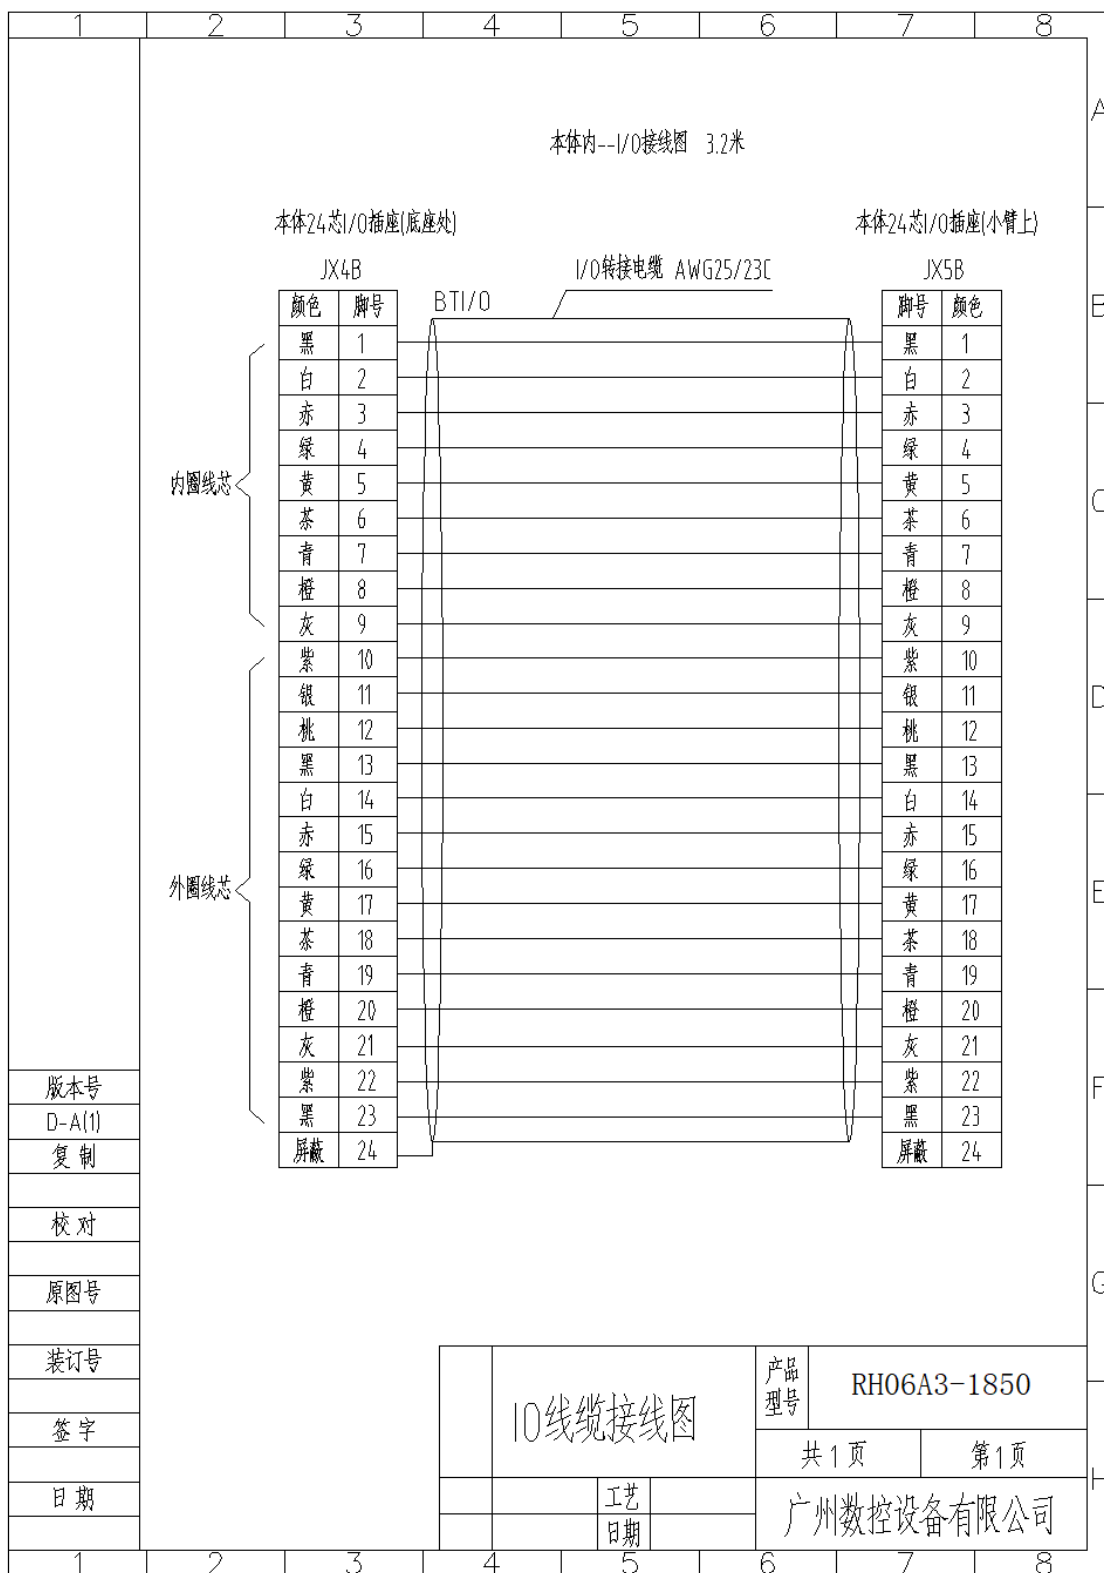 1 2 3 4 5 6 7 8
A
本体内--I/O接线图 3.2米
本体24芯I/O插座(底座处) 本体24芯I/O插座(小臂上)
JX4B I/O转接电缆 AWG25/23C JX5B
颜色 脚号 BTI/O 脚号 颜色
B
黑 1 黑 1
白 2 白 2
赤 3 赤 3
绿 4 绿 4
内圈线芯 黄 5 黄 5
C
茶 6 茶 6
青 7 青 7
橙 8 橙 8
灰 9 灰 9
紫 10 紫 10
银 11 银 11
D
桃 12 桃 12
黑 13 黑 13
白 14 白 14
赤 15 赤 15
绿 16 绿 16
外圈线芯 黄 17 黄 17
E
茶 18 茶 18
青 19 青 19
橙 20 橙 20
灰 21 灰 21
紫 22 紫 22
黑 23 黑 23
屏蔽 24 屏蔽 24
F
版本号
D-A(1)
复制
校对
G
原图号
装订号
签字
日期
IO线缆接线图
产品型号 RH06A3-1850
共1页 第1页
H
工艺
日期
广州数控设备有限公司
1 2 3 4 5 6 7 8